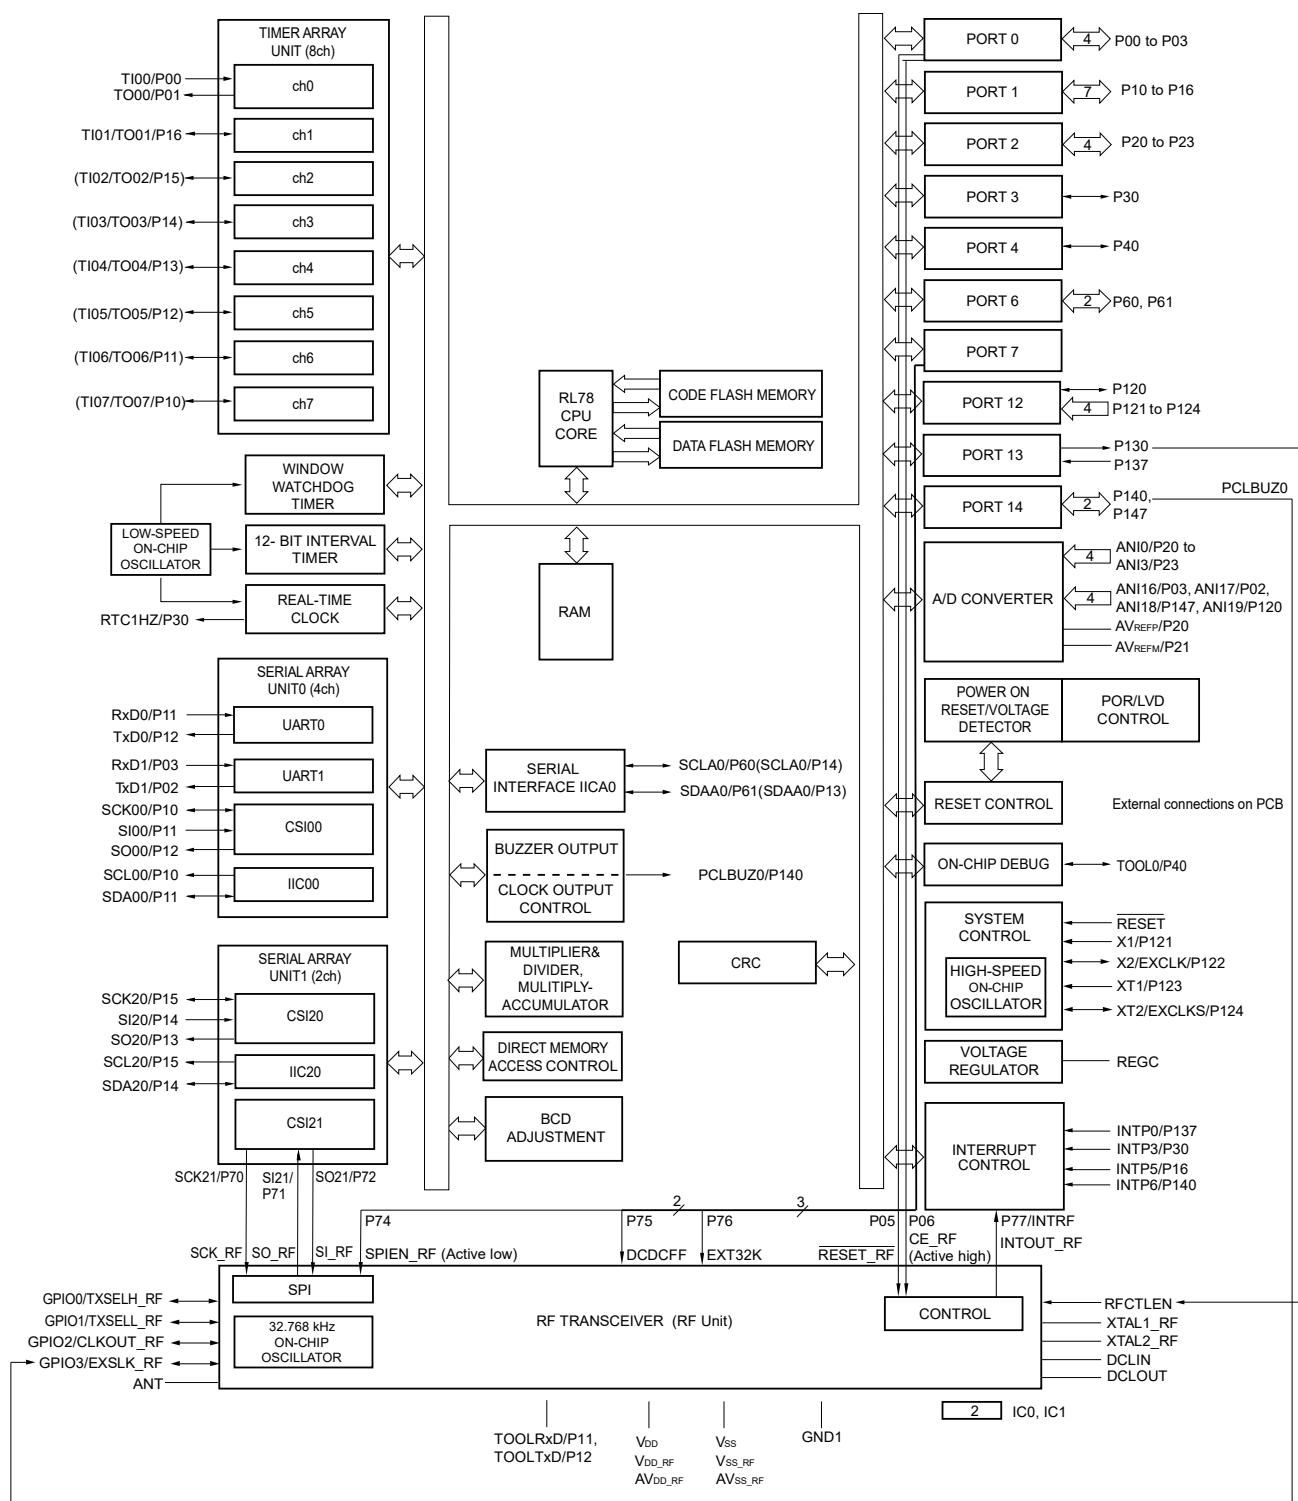 TIMER ARRAY
UNIT (8ch)
TI00/P00
TO00/P01
ch0
TI01/TO01/P16
ch1
(TI02/TO02/P15)
ch2
(TI03/TO03/P14)
ch3
(TI04/TO04/P13)
ch4
(TI05/TO05/P12)
ch5
(TI06/TO06/P11)
ch6
(TI07/TO07/P10)
ch7
WINDOW
WATCHDOG
TIMER
LOW-SPEED
ON-CHIP
OSCILLATOR
12- BIT INTERVAL
TIMER
REAL-TIME
CLOCK
RTC1HZ/P30
SERIAL ARRAY
UNIT0 (4ch)
RxD0/P11
TxD0/P12
UART0
RxD1/P03
TxD1/P02
UART1
SCK00/P10
SI00/P11
SO00/P12
CSI00
SCL00/P10
SDA00/P11
IIC00
SERIAL ARRAY
UNIT1 (2ch)
SCK20/P15
SI20/P14
SO20/P13
CSI20
SCL20/P15
SDA20/P14
IIC20
CSI21
SCK21/P70
SI21/
P71
SO21/P72
RL78
CPU
CORE
CODE FLASH MEMORY
DATA FLASH MEMORY
RAM
SERIAL
INTERFACE IICA0
SCLA0/P60(SCLA0/P14)
SDAA0/P61(SDAA0/P13)
BUZZER OUTPUT
CLOCK OUTPUT
CONTROL
PCLBUZ0/P140
MULTIPLIER&
DIVIDER,
MULTIPLY-
ACCUMULATOR
CRC
DIRECT MEMORY
ACCESS CONTROL
BCD
ADJUSTMENT
PORT 0
4
P00 to P03
PORT 1
7
P10 to P16
PORT 2
4
P20 to P23
PORT 3
P30
PORT 4
P40
PORT 6
2
P60, P61
PORT 7
PORT 12
P120
4
P121 to P124
PORT 13
P130
P137
PORT 14
2
P140,
P147
PCLBUZ0
A/D CONVERTER
4
ANI0/P20 to
ANI3/P23
4
ANI16/P03, ANI17/P02,
ANI18/P147, ANI19/P120
AVREFP/P20
AVREFM/P21
POWER ON
RESET/VOLTAGE
DETECTOR
POR/LVD
CONTROL
RESET CONTROL
External connections on PCB
ON-CHIP DEBUG
TOOL0/P40
SYSTEM
CONTROL
HIGH-SPEED
ON-CHIP
OSCILLATOR
RESET
X1/P121
X2/EXCLK/P122
XT1/P123
XT2/EXCLKS/P124
VOLTAGE
REGULATOR
REGC
INTERRUPT
CONTROL
INTP0/P137
INTP3/P30
INTP5/P16
INTP6/P140
2
3
P74
P75
P76
P05
P06
P77/INTRF
SCK_RF
SO_RF
SI_RF
SPIEN_RF (Active low)
DCDCFF
EXT32K
RESET_RF
CE_RF
(Active high)
INTOUT_RF
SPI
32.768 kHz
ON-CHIP
OSCILLATOR
RF TRANSCEIVER (RF Unit)
CONTROL
GPIO0/TXSELH_RF
GPIO1/TXSELL_RF
GPIO2/CLKOUT_RF
GPIO3/EXSLK_RF
ANT
RFCTLEN
XTAL1_RF
XTAL2_RF
DCLIN
DCLOUT
2
IC0, IC1
TOOLRxD/P11,
TOOLTxD/P12
VDD
VDD_RF
AVDD_RF
VSS
VSS_RF
AVSS_RF
GND1